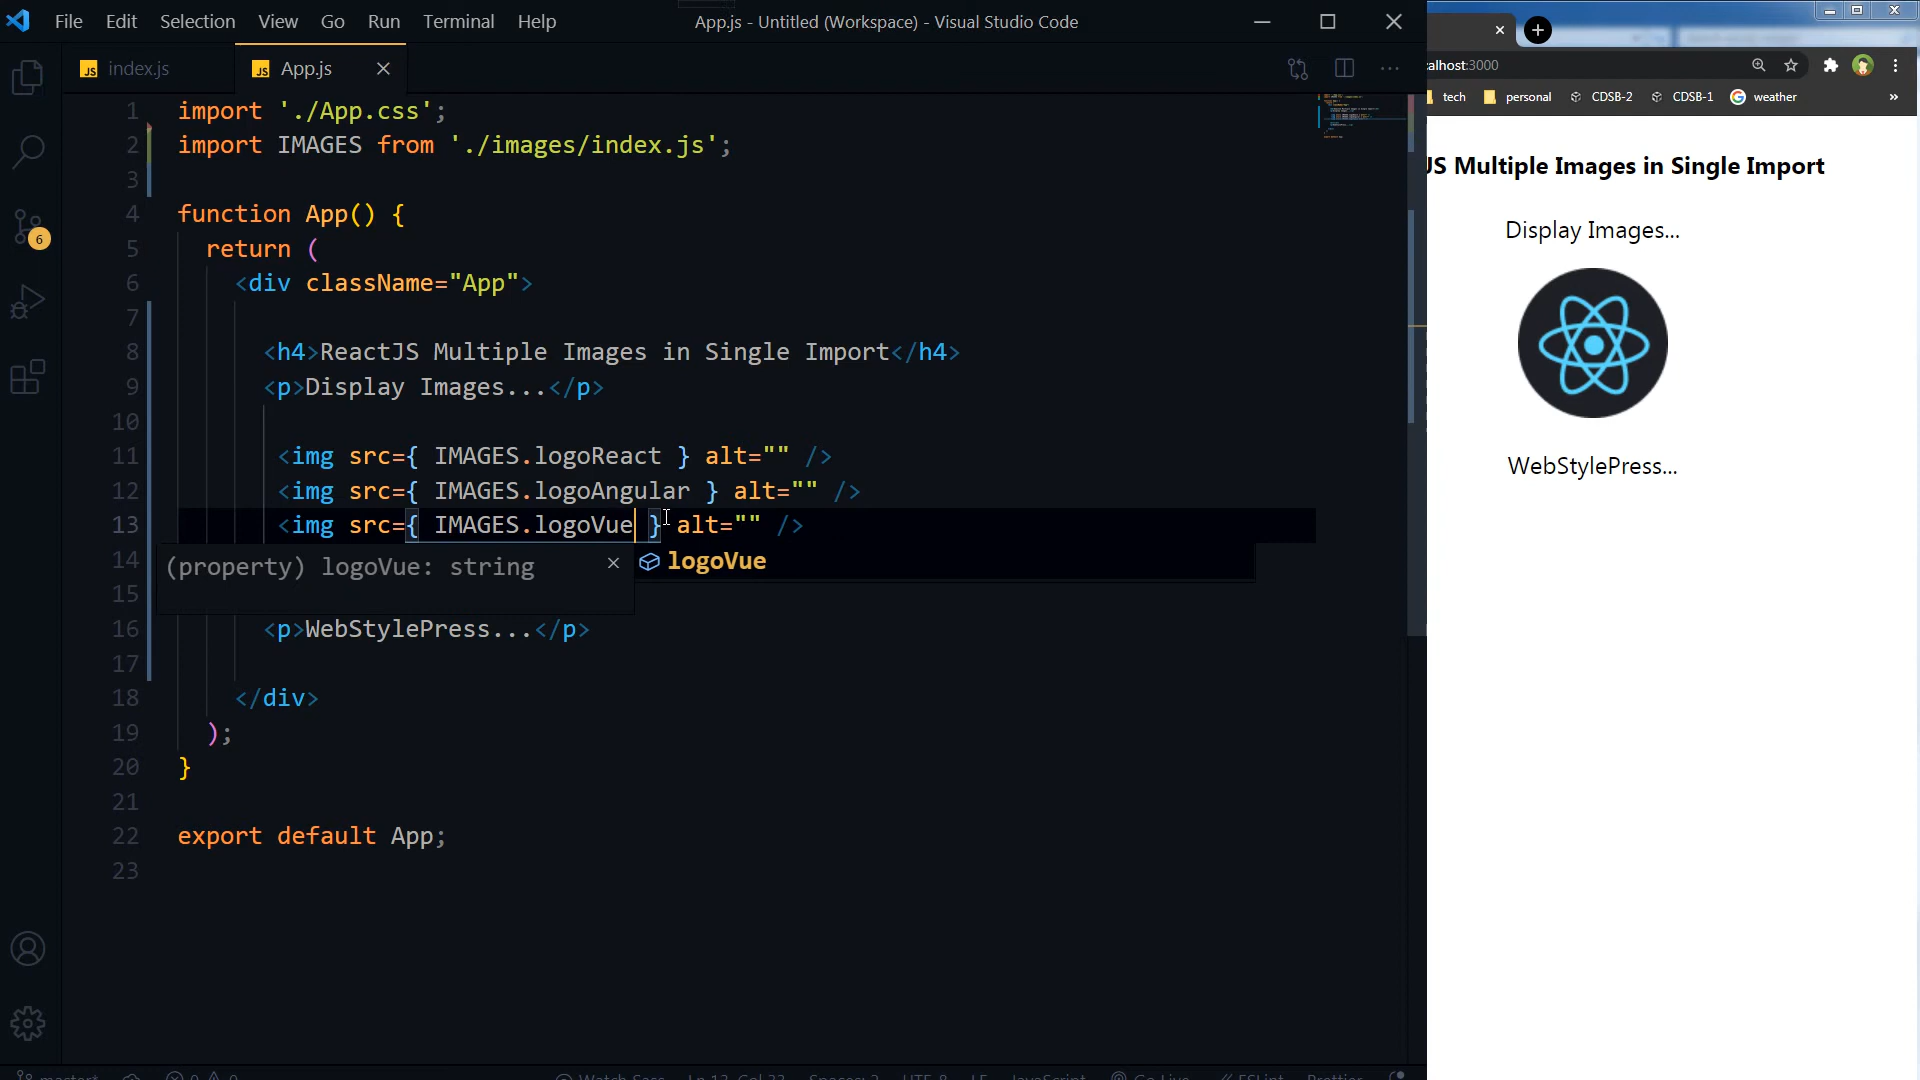 File Edit Selection View Go Run Terminal Help
App.js - Untitled (Workspace) - Visual Studio Code
JS index.js
JS App.js
1 import './App.css';
2 import IMAGES from './images/index.js';
3
4 function App() {
5 return (
6 <div className="App">
7
8 <h4>ReactJS Multiple Images in Single Import</h4>
9 <p>Display Images...</p>
10
11 <img src={ IMAGES.logoReact } alt="" />
12 <img src={ IMAGES.logoAngular } alt="" />
13 <img src={ IMAGES.logoVue } alt="" />
14
(property) logoVue: string
logoVue
15
16 <p>WebStylePress...</p>
17
18 </div>
19 );
20 }
21
22 export default App;
23
6
alhost:3000
tech personal CDSB-2 CDSB-1 weather »
JS Multiple Images in Single Import
Display Images...
WebStylePress...